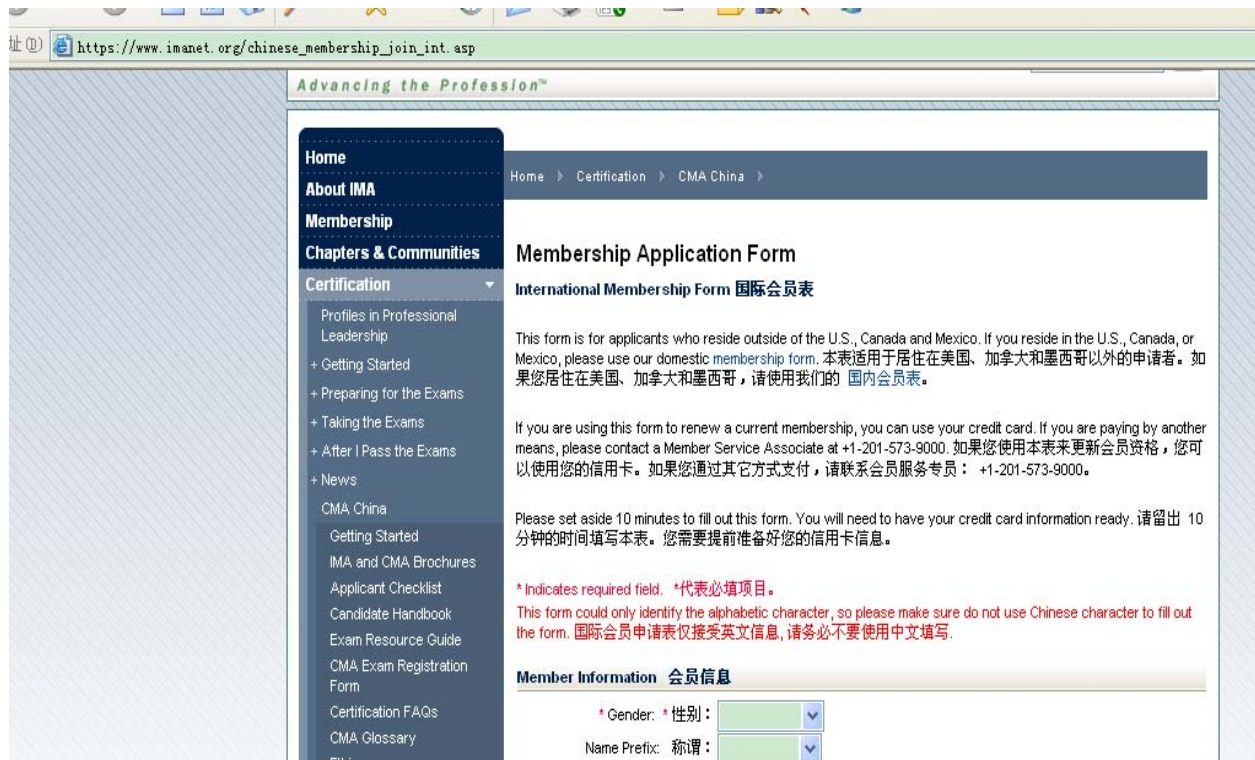 址(D) https://www.imanet.org/chinese_membership_join_int.asp
Advancing the Profession™
Home
About IMA
Membership
Chapters & Communities
Certification
Profiles in Professional
Leadership
+ Getting Started
+ Preparing for the Exams
+ Taking the Exams
+ After I Pass the Exams
+ News
CMA China
Getting Started
IMA and CMA Brochures
Applicant Checklist
Candidate Handbook
Exam Resource Guide
CMA Exam Registration
Form
Certification FAQs
CMA Glossary
Home Certification CMA China
Membership Application Form
International Membership Form 国际会员表
This form is for applicants who reside outside of the U.S., Canada and Mexico. If you reside in the U.S., Canada, or
Mexico, please use our domestic membership form. 本表适用于居住在美国、加拿大和墨西哥以外的申请者。如
果您居住在美国、加拿大和墨西哥，请使用我们的 国内会员表。
If you are using this form to renew a current membership, you can use your credit card. If you are paying by another
means, please contact a Member Service Associate at +1-201-573-9000. 如果您使用本表来更新会员资格，您可
以使用您的信用卡。如果您通过其它方式支付，请联系会员服务专员： +1-201-573-9000。
Please set aside 10 minutes to fill out this form. You will need to have your credit card information ready. 请留出 10
分钟的时间填写本表。您需要提前准备好您的信用卡信息。
* Indicates required field. *代表必填项目。
This form could only identify the alphabetic character, so please make sure do not use Chinese character to fill out
the form. 国际会员申请表仅接受英文信息, 请务必不要使用中文填写.
Member Information 会员信息
* Gender: * 性别：
Name Prefix: 称谓：